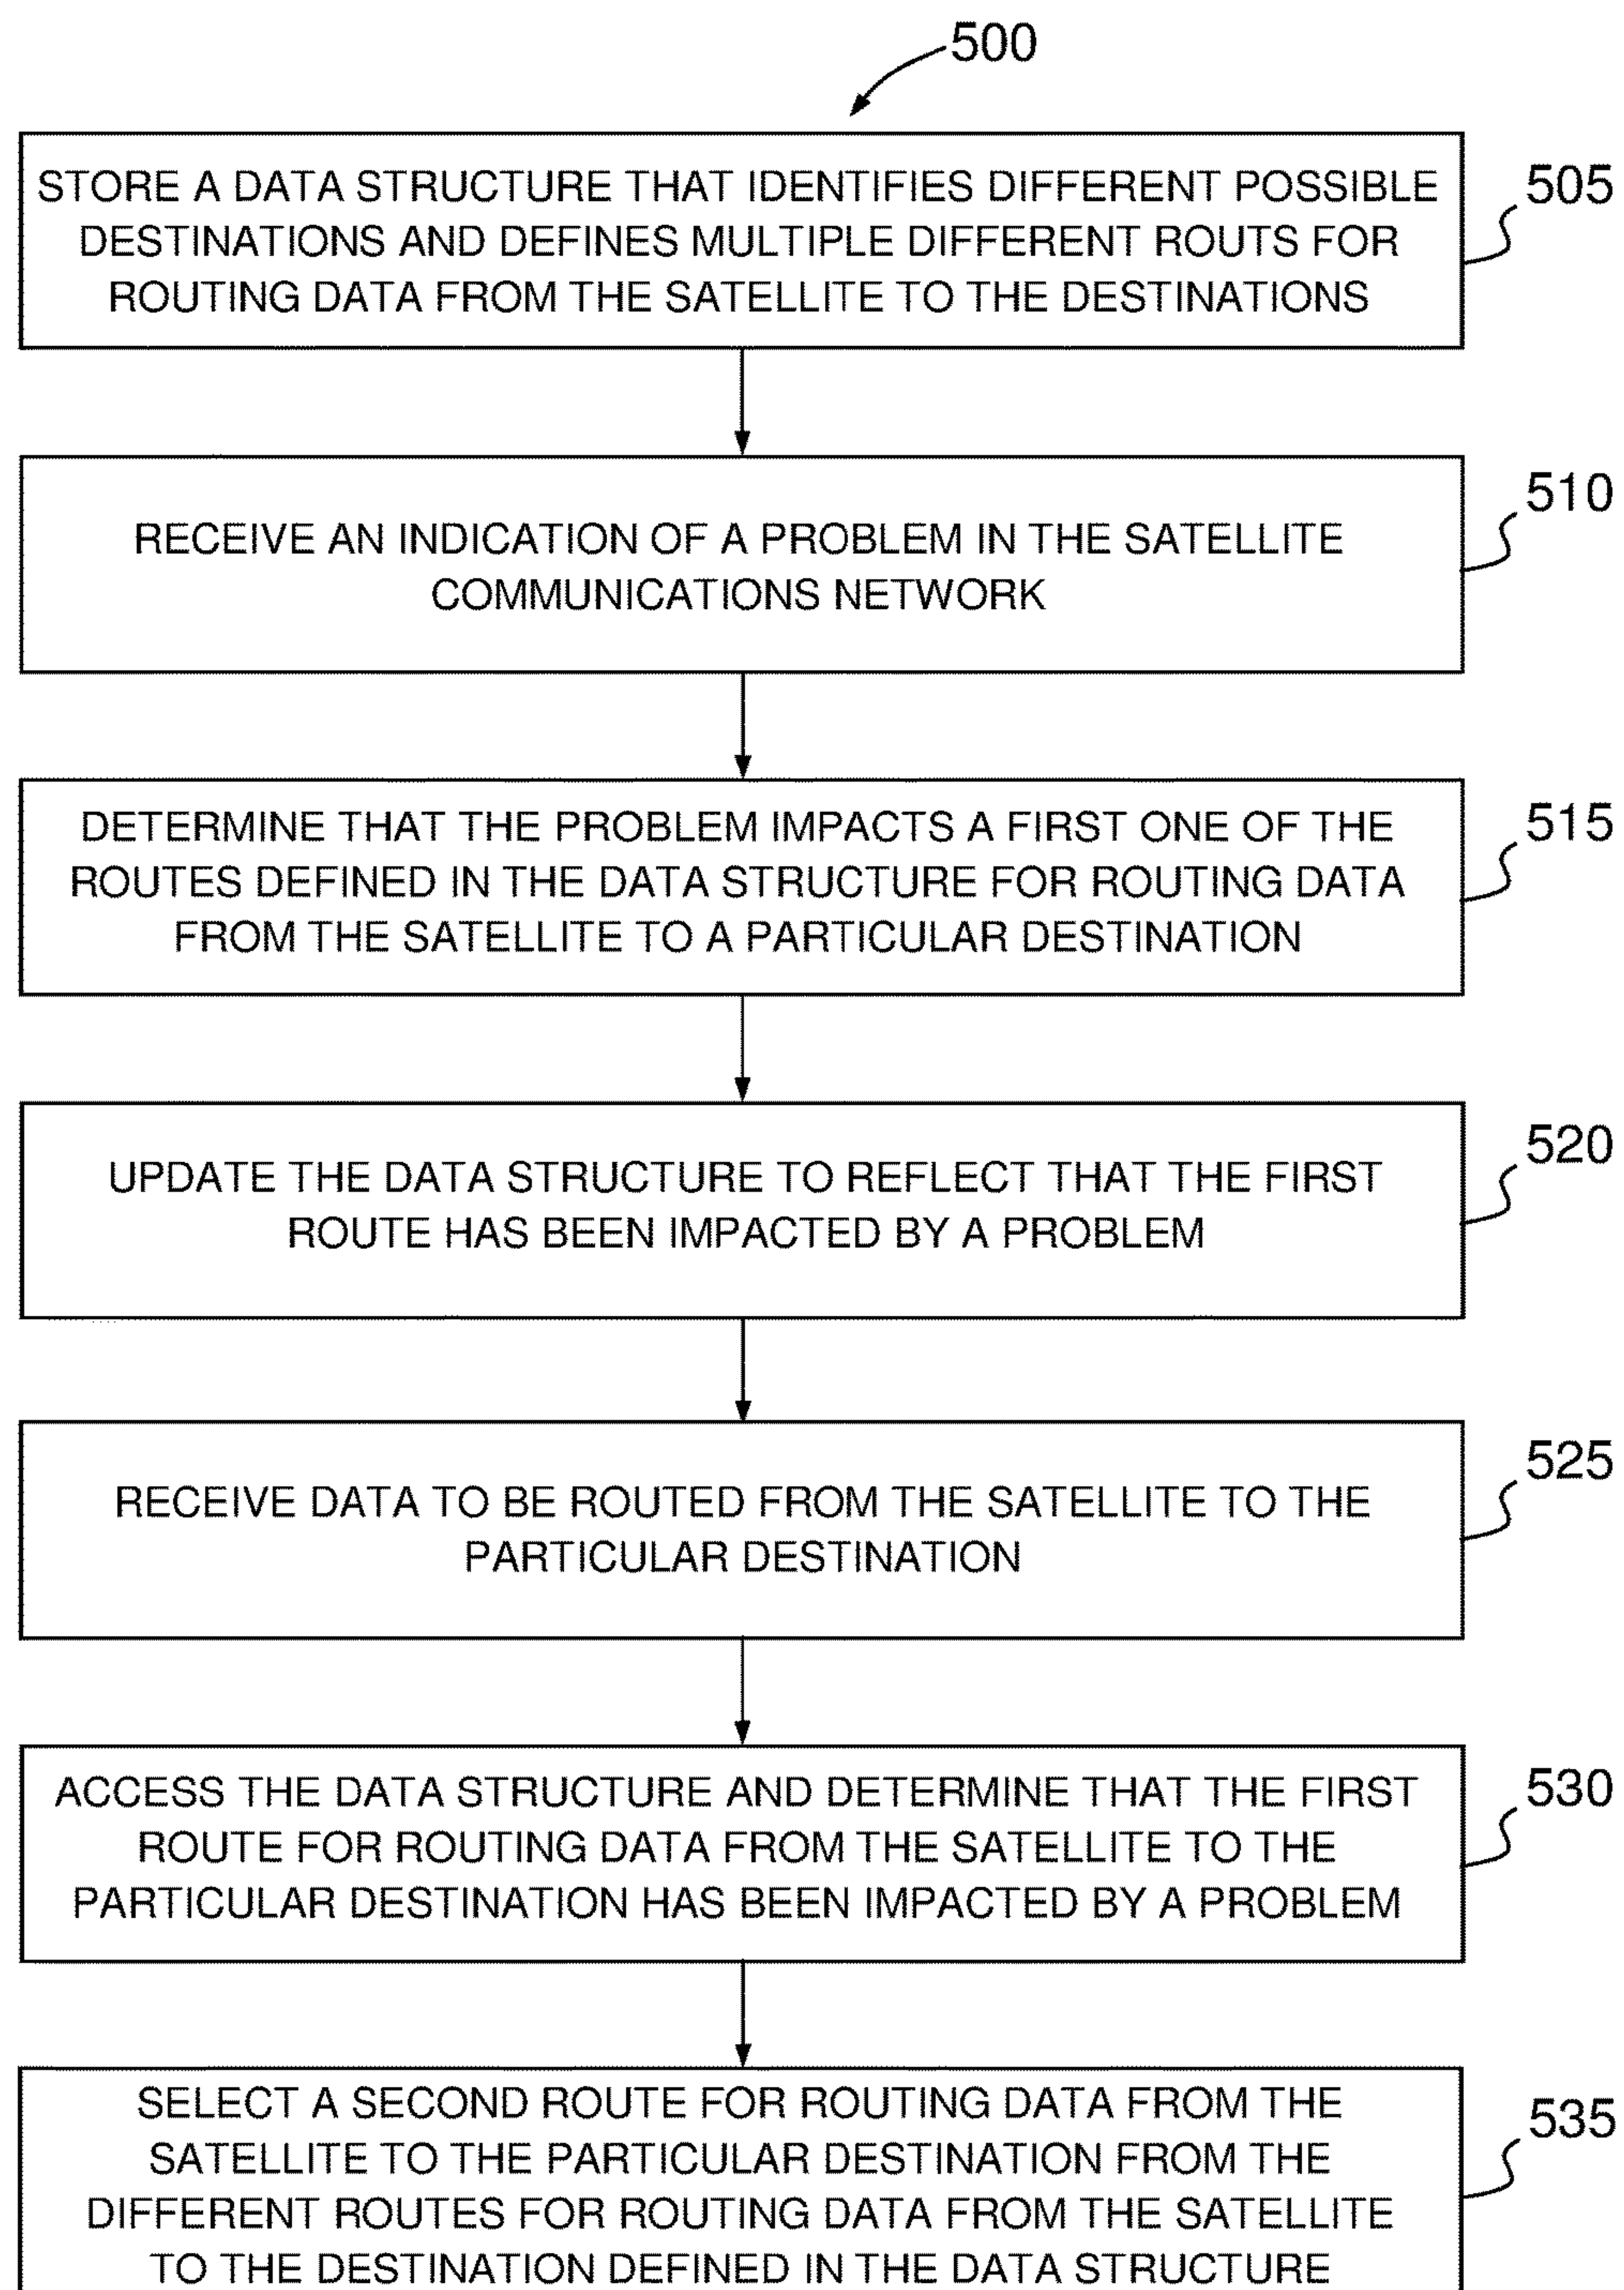 500
STORE A DATA STRUCTURE THAT IDENTIFIES DIFFERENT POSSIBLE
DESTINATIONS AND DEFINES MULTIPLE DIFFERENT ROUTS FOR
ROUTING DATA FROM THE SATELLITE TO THE DESTINATIONS
505
RECEIVE AN INDICATION OF A PROBLEM IN THE SATELLITE
COMMUNICATIONS NETWORK
510
DETERMINE THAT THE PROBLEM IMPACTS A FIRST ONE OF THE
ROUTES DEFINED IN THE DATA STRUCTURE FOR ROUTING DATA
FROM THE SATELLITE TO A PARTICULAR DESTINATION
515
UPDATE THE DATA STRUCTURE TO REFLECT THAT THE FIRST
ROUTE HAS BEEN IMPACTED BY A PROBLEM
520
RECEIVE DATA TO BE ROUTED FROM THE SATELLITE TO THE
PARTICULAR DESTINATION
525
ACCESS THE DATA STRUCTURE AND DETERMINE THAT THE FIRST
ROUTE FOR ROUTING DATA FROM THE SATELLITE TO THE
PARTICULAR DESTINATION HAS BEEN IMPACTED BY A PROBLEM
530
SELECT A SECOND ROUTE FOR ROUTING DATA FROM THE
SATELLITE TO THE PARTICULAR DESTINATION FROM THE
DIFFERENT ROUTES FOR ROUTING DATA FROM THE SATELLITE
TO THE DESTINATION DEFINED IN THE DATA STRUCTURE
535